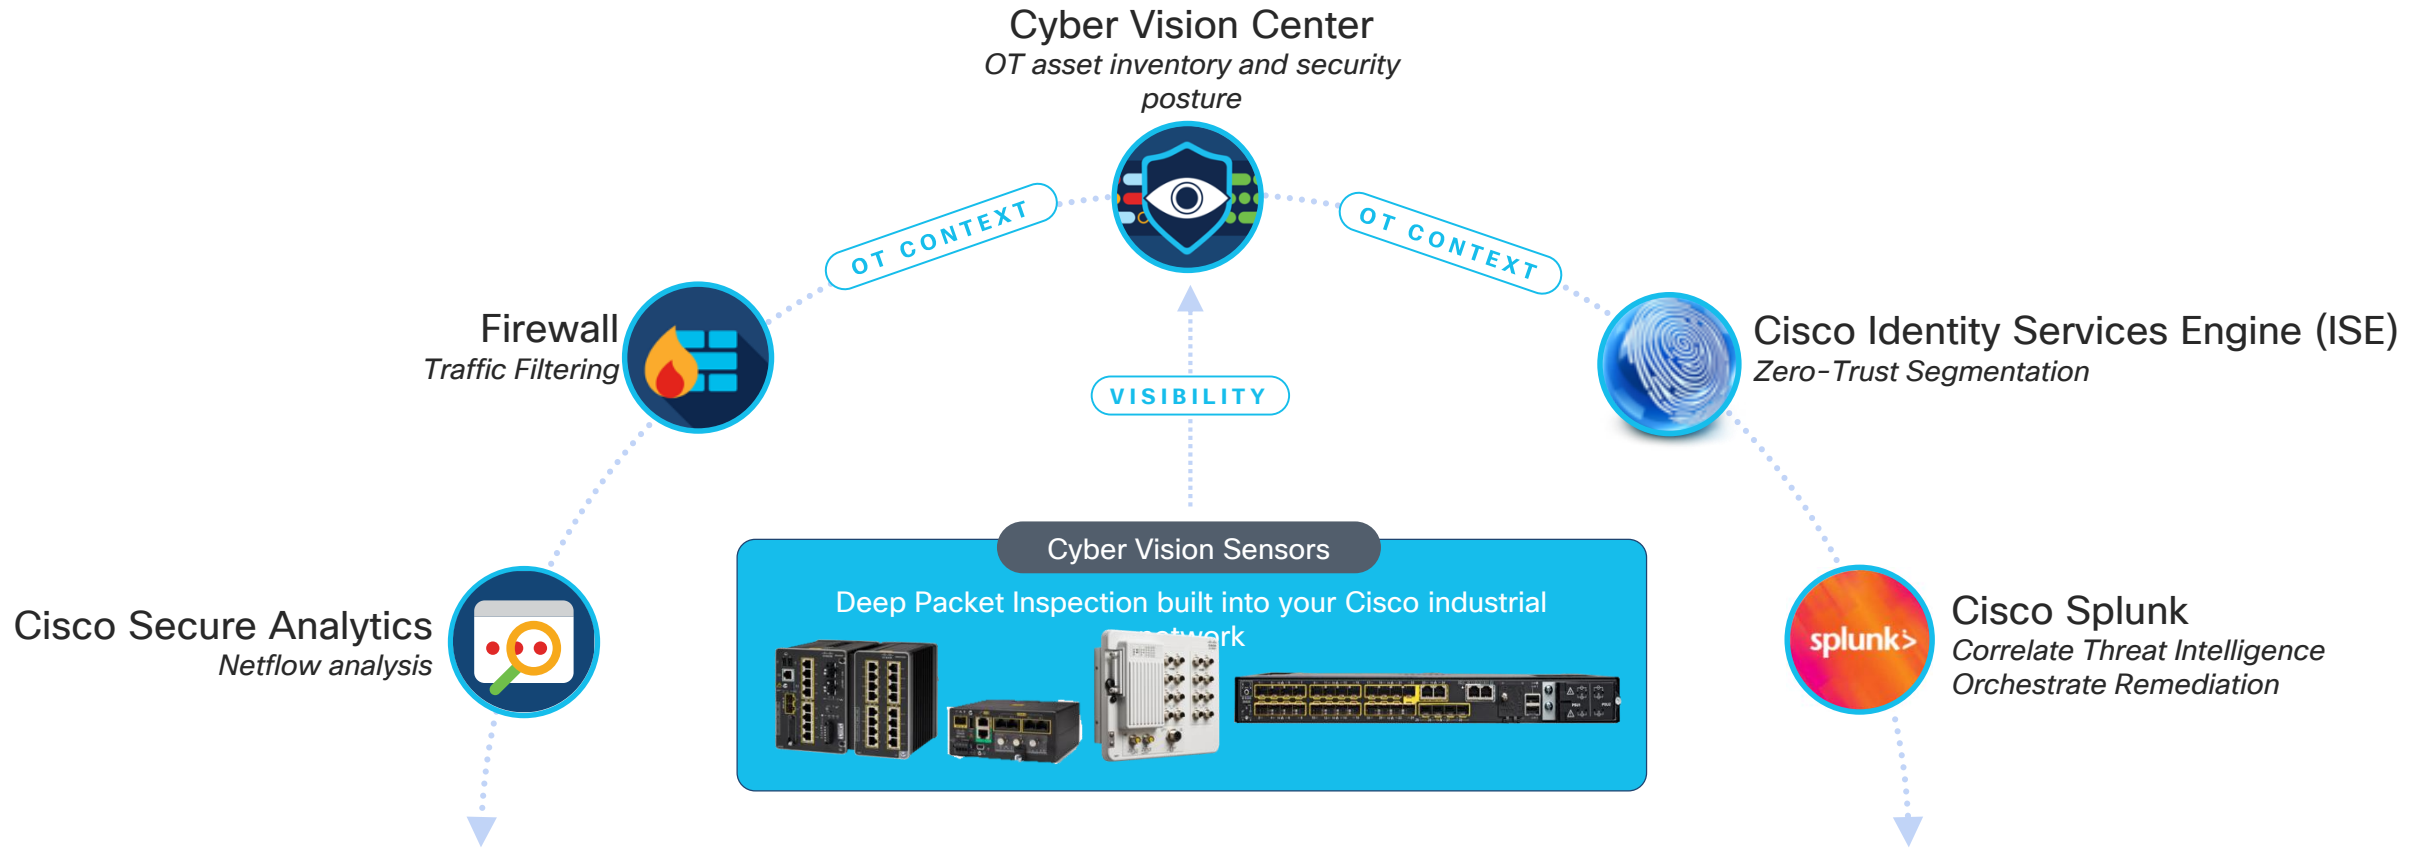 Cyber Vision Center
OT asset inventory and security
posture
OT CONTEXT
OT CONTEXT
Firewall
Traffic Filtering
Cisco Identity Services Engine (ISE)
Zero-Trust Segmentation
VISIBILITY
Cyber Vision Sensors
Deep Packet Inspection built into your Cisco industrial
network
Cisco Secure Analytics
Netflow analysis
splunk>
Cisco Splunk
Correlate Threat Intelligence
Orchestrate Remediation